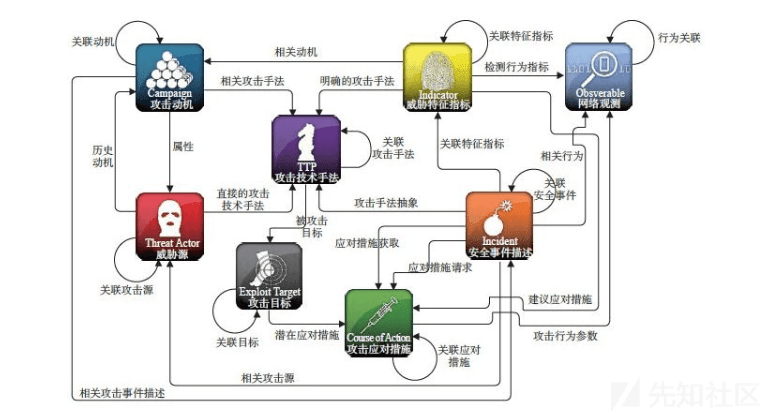 关联动机
相关动机
关联特征指标
行为关联
Campaign
攻击动机
相关攻击手法
明确的攻击手法
Indicator
威胁特征指标
检测行为指标
Obsverable
网络观测
历史
动机
属性
TTP
攻击技术手法
关联
攻击手法
关联特征指标
相关行为
直接的攻击
技术手法
攻击手法抽象
关联
安全事件
Threat Actor
威胁源
被攻击
目标
应对措施获取
Incident
安全事件描述
应对措施请求
关联攻击源
Exploit Target
攻击目标
建议应对措施
关联目标
潜在应对措施
Course of Action
攻击应对措施
关联应对
措施
攻击行为参数
相关攻击源
相关攻击事件描述
先知社区